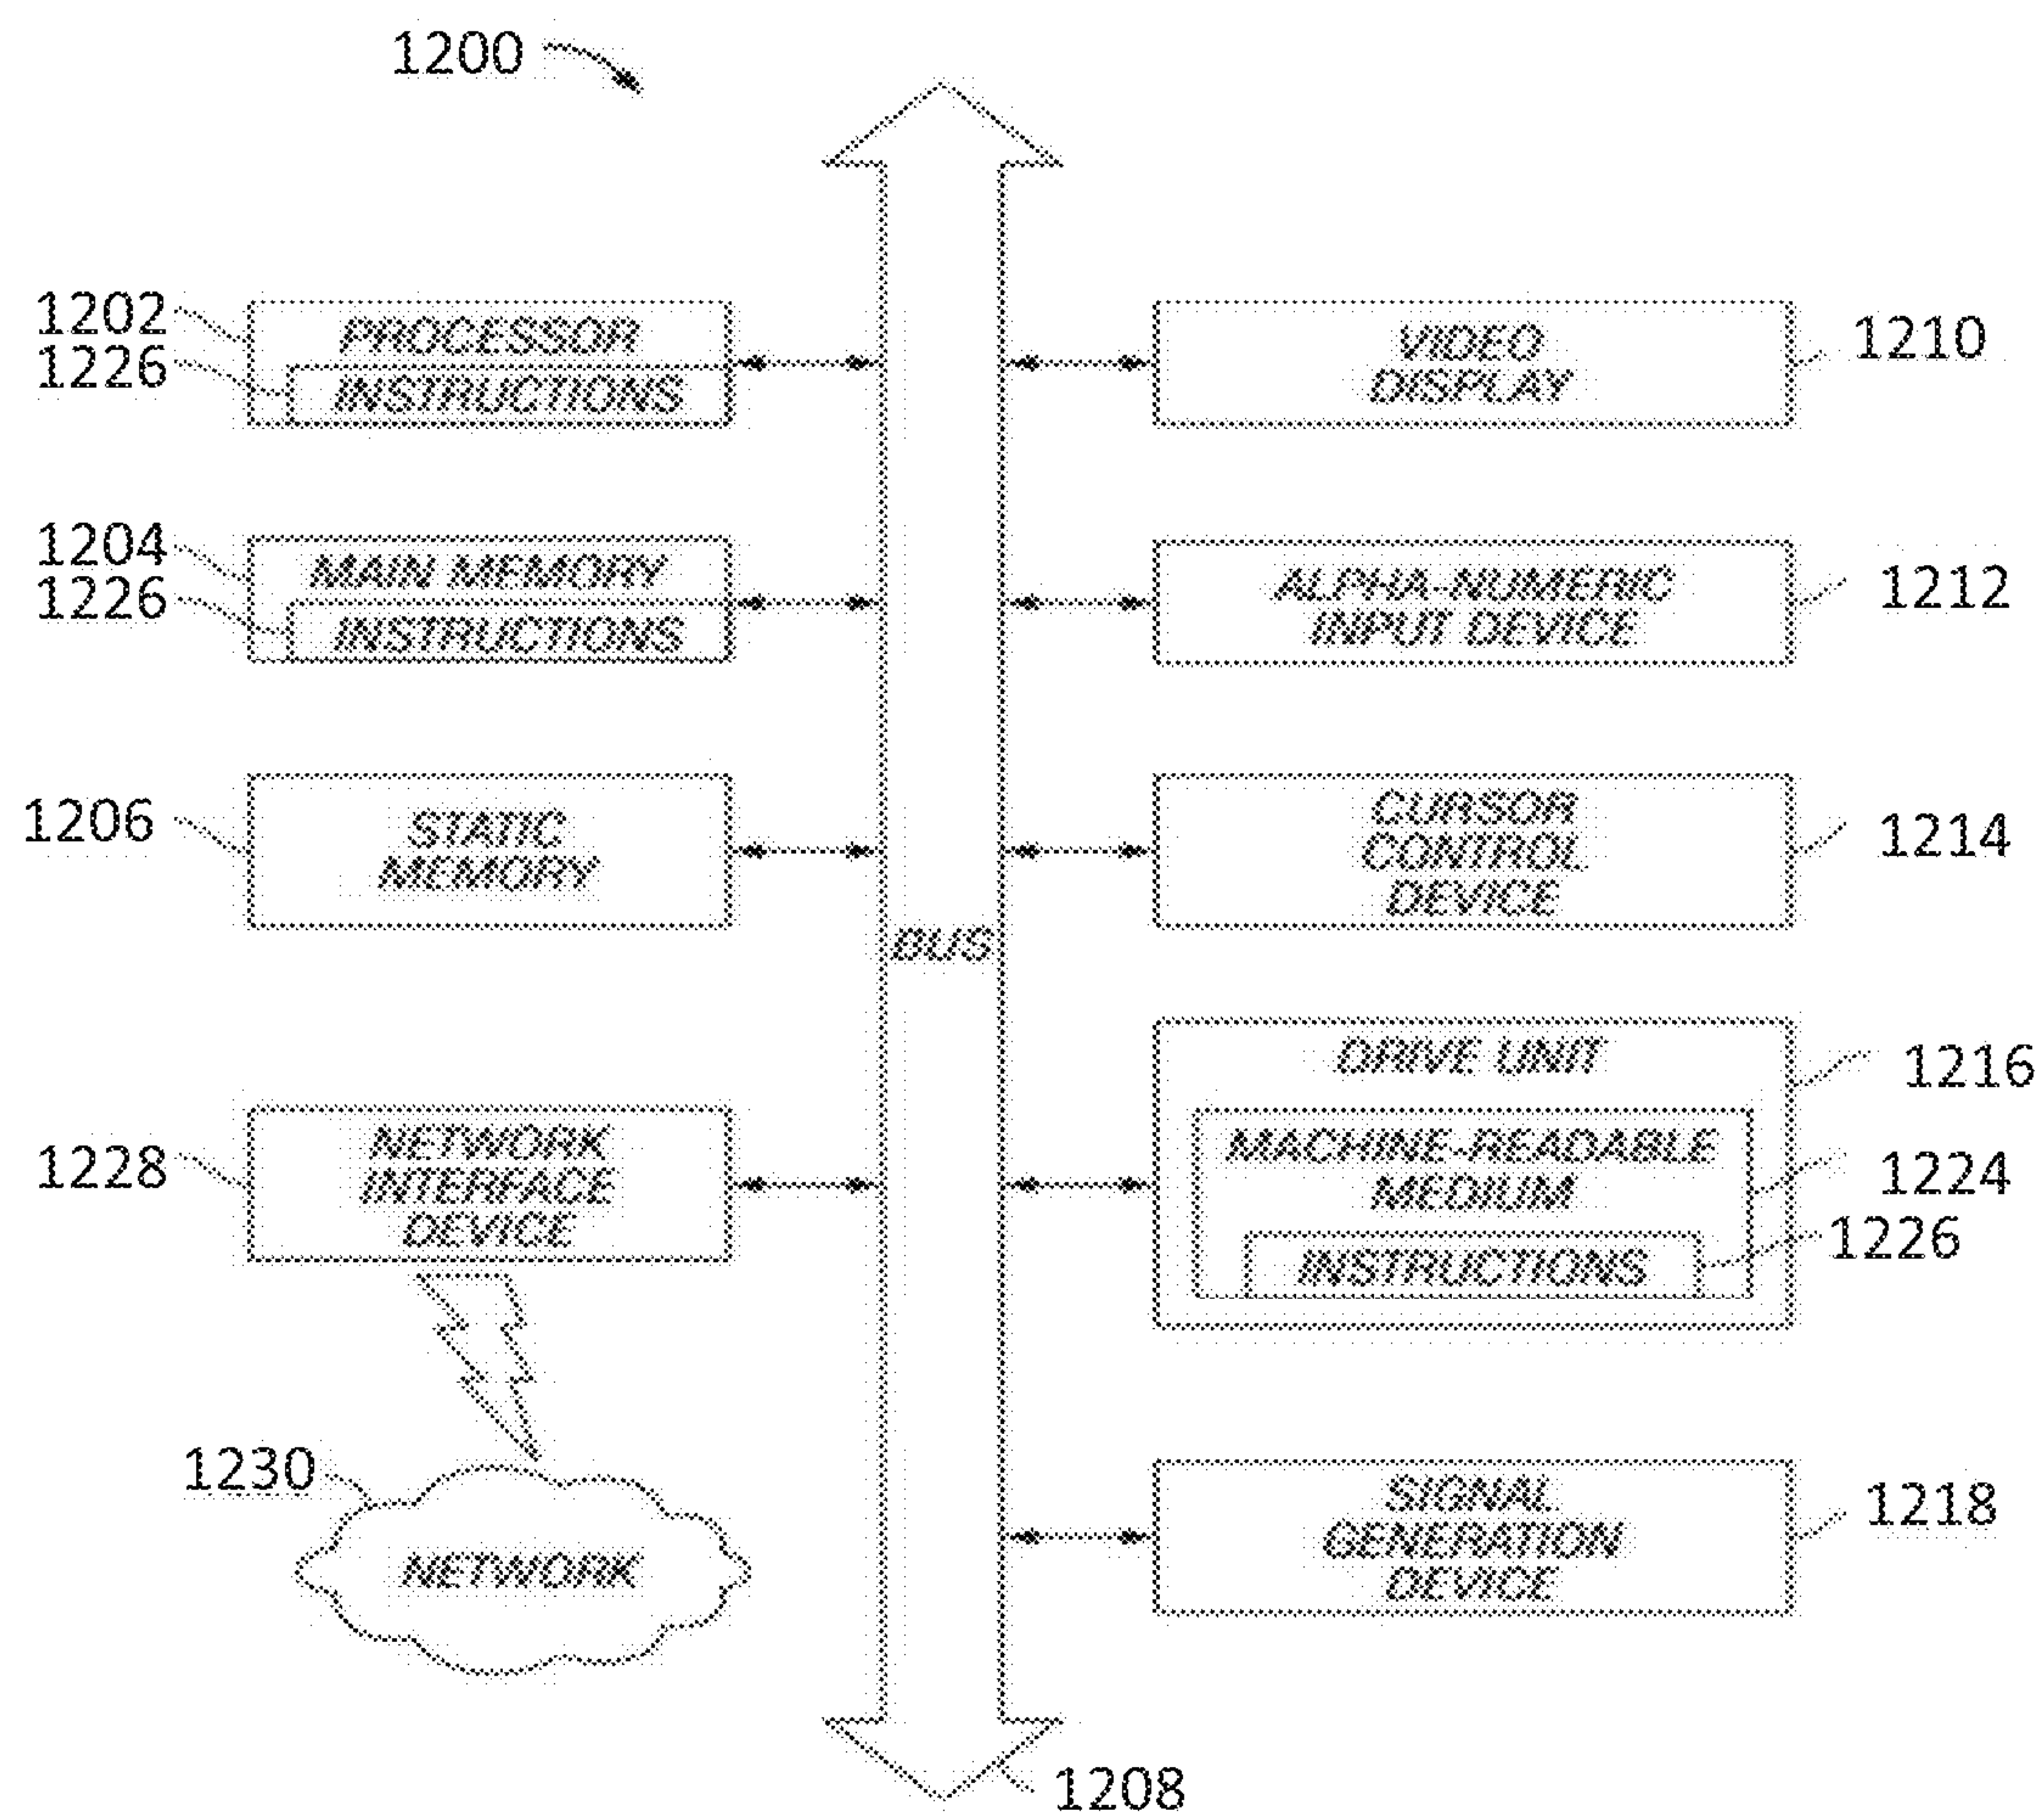 1200
1202
PROCESSOR
1226
INSTRUCTIONS
1204
MAIN MEMORY
1226
INSTRUCTIONS
1206
STATIC
MEMORY
1228
NETWORK
INTERFACE
DEVICE
1230
NETWORK
BUS
1208
VIDEO
DISPLAY
1210
ALPHA-NUMERIC
INPUT DEVICE
1212
CURSOR
CONTROL
DEVICE
1214
DRIVE UNIT
1216
MACHINE-READABLE
MEDIUM
1224
INSTRUCTIONS
1226
SIGNAL
GENERATION
DEVICE
1218